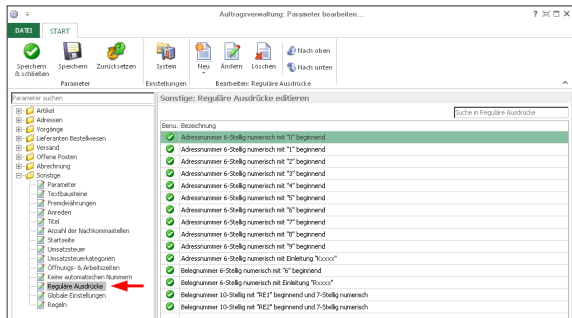 Auftragsverwaltung: Parameter bearbeiten...
DATEI START
Speichern & schließen
Speichern
Zurücksetzen
System
Neu
Ändern
Löschen
Nach oben
Nach unten
Parameter
Einstellungen
Bearbeiten: Reguläre Ausdrücke
Parameter suchen
Artikel
Adressen
Vorgänge
Lieferanten Bestellwesen
Versand
Offene Posten
Abrechnung
Sonstige
Parameter
Textbausteine
Fremdwährungen
Anreden
Titel
Anzahl der Nachkommastellen
Startseite
Umsatzsteuer
Umsatzsteuerkategorien
Öffnungs- & Arbeitszeiten
Keine automatischen Nummern
Reguläre Ausdrücke
Globale Einstellungen
Regeln
Sonstige: Reguläre Ausdrücke editieren
Suche in Reguläre Ausdrücke
Benu. Bezeichnung
Adressnummer 6-Stellig numerisch mit "0" beginnend
Adressnummer 6-Stellig numerisch mit "1" beginnend
Adressnummer 6-Stellig numerisch mit "2" beginnend
Adressnummer 6-Stellig numerisch mit "3" beginnend
Adressnummer 6-Stellig numerisch mit "4" beginnend
Adressnummer 6-Stellig numerisch mit "5" beginnend
Adressnummer 6-Stellig numerisch mit "6" beginnend
Adressnummer 6-Stellig numerisch mit "7" beginnend
Adressnummer 6-Stellig numerisch mit "8" beginnend
Adressnummer 6-Stellig numerisch mit "9" beginnend
Adressnummer 6-Stellig numerisch mit Einleitung "Kxxxx"
Belegnummer 6-Stellig numerisch mit "6" beginnend
Belegnummer 6-Stellig numerisch mit Einleitung "Rxxxx"
Belegnummer 10-Stellig mit "RE1" beginnend und 7-Stellig numerisch
Belegnummer 10-Stellig mit "RE2" beginnend und 7-Stellig numerisch